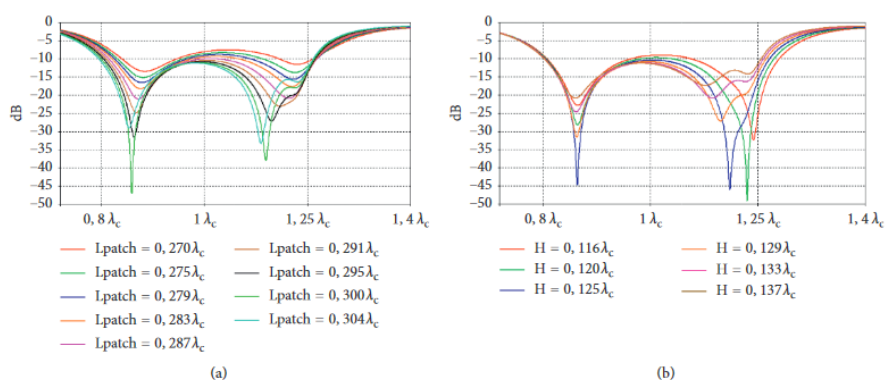 0
−5
−10
−15
−20
−25
−30
−35
−40
−45
−50
dB
0, 8 λc
1 λc
1, 25 λc
1, 4 λc
Lpatch = 0, 270λc
Lpatch = 0, 275λc
Lpatch = 0, 279λc
Lpatch = 0, 283λc
Lpatch = 0, 287λc
Lpatch = 0, 291λc
Lpatch = 0, 295λc
Lpatch = 0, 300λc
Lpatch = 0, 304λc
(a)
0
−5
−10
−15
−20
−25
−30
−35
−40
−45
−50
dB
0, 8 λc
1 λc
1, 25 λc
1, 4 λc
H = 0, 116λc
H = 0, 120λc
H = 0, 125λc
H = 0, 129λc
H = 0, 133λc
H = 0, 137λc
(b)